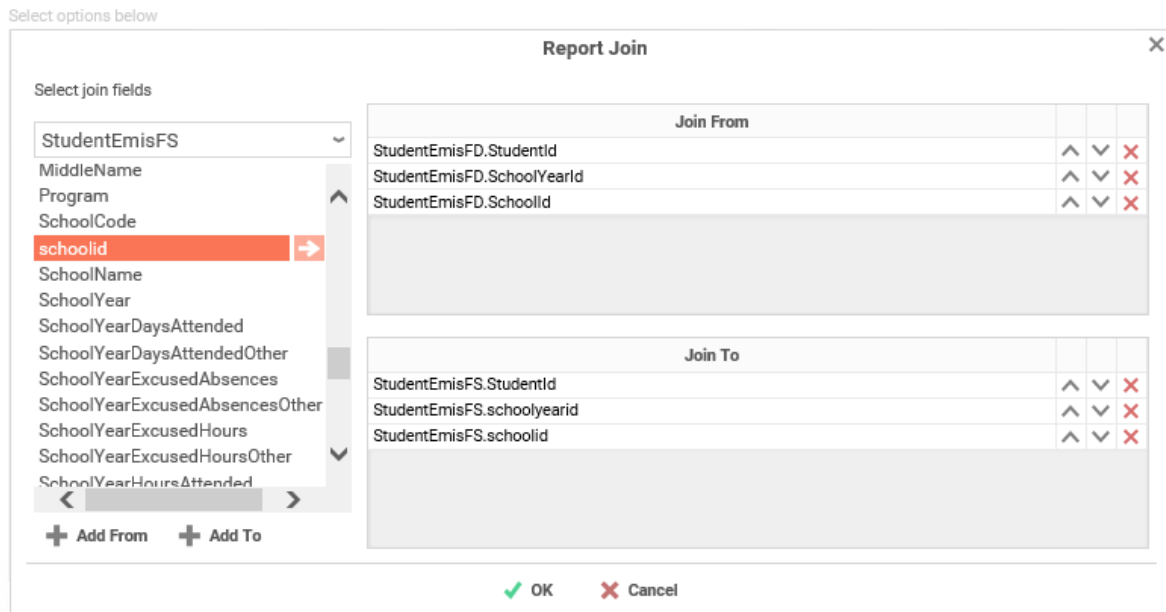 Select options below
Report Join
Select join fields
StudentEmisFS
MiddleName
Program
SchoolCode
schoolid
SchoolName
SchoolYear
SchoolYearDaysAttended
SchoolYearDaysAttendedOther
SchoolYearExcusedAbsences
SchoolYearExcusedAbsencesOther
SchoolYearExcusedHours
SchoolYearExcusedHoursOther
SchoolYearHoursAttended
Add From Add To
Join From
StudentEmisFD.StudentId
StudentEmisFD.SchoolYearId
StudentEmisFD.SchoolId
Join To
StudentEmisFS.StudentId
StudentEmisFS.schoolyearid
StudentEmisFS.schoolid
OK Cancel